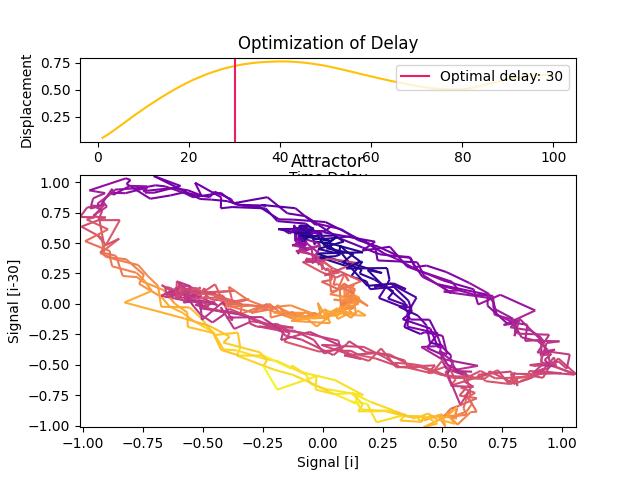 Optimization of Delay
Displacement
0.75
0.50
0.25
Optimal delay: 30
0 20 40 60 80 100
Attractor
Signal [i-30]
1.00
0.75
0.50
0.25
0.00
−0.25
−0.50
−0.75
−1.00
−1.00 −0.75 −0.50 −0.25 0.00 0.25 0.50 0.75 1.00
Signal [i]